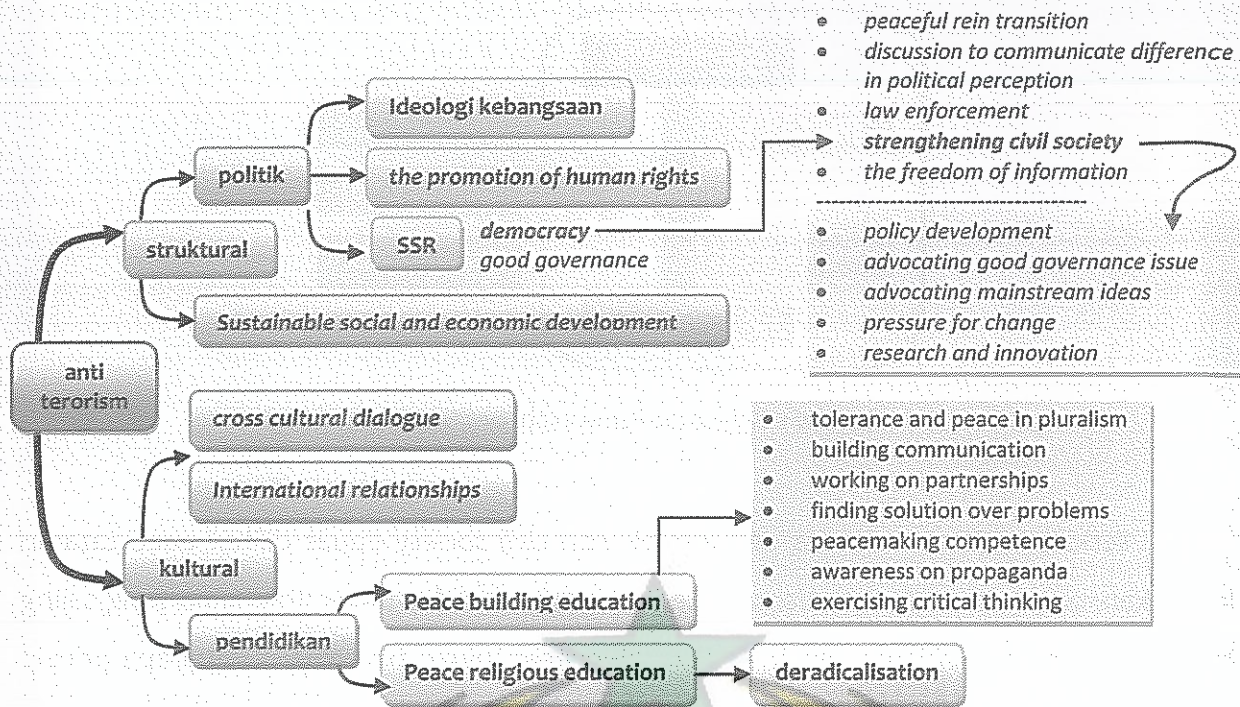 • peaceful rein transition
• discussion to communicate difference
in political perception
• law enforcement
• strengthening civil society
• the freedom of information
-----------------------------------
• policy development
• advocating good governance issue
• advocating mainstream ideas
• pressure for change
• research and innovation
Ideologi kebangsaan
politik
the promotion of human rights
struktural
SSR
democracy
good governance
Sustainable social and economic development
anti
terorism
cross cultural dialogue
International relationships
kultural
pendidikan
Peace building education
Peace religious education
• tolerance and peace in pluralism
• building communication
• working on partnerships
• finding solution over problems
• peacemaking competence
• awareness on propaganda
• exercising critical thinking
deradicalisation